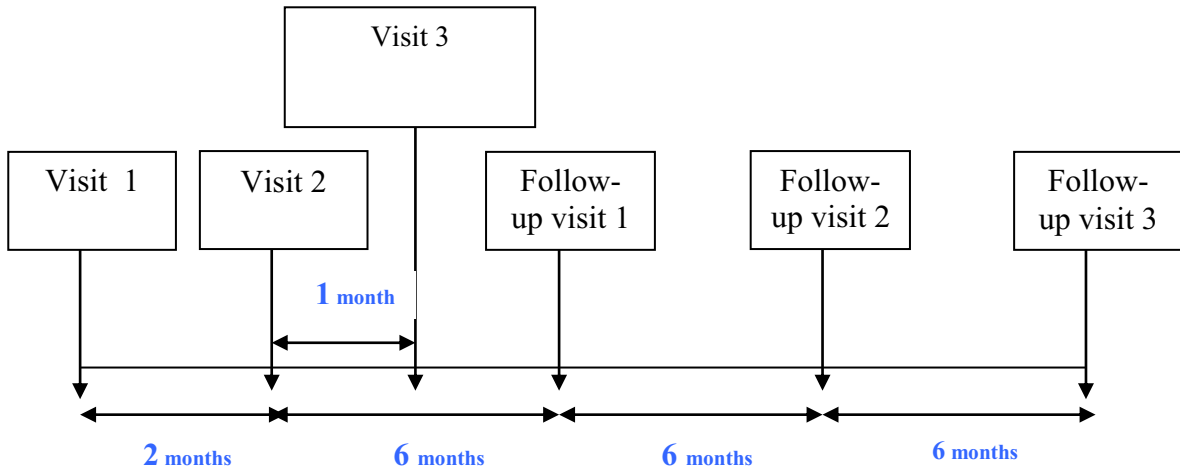 Visit 3
Visit 1
Visit 2
Follow-
up visit 1
Follow-
up visit 2
Follow-
up visit 3
1 month
2 months
6 months
6 months
6 months